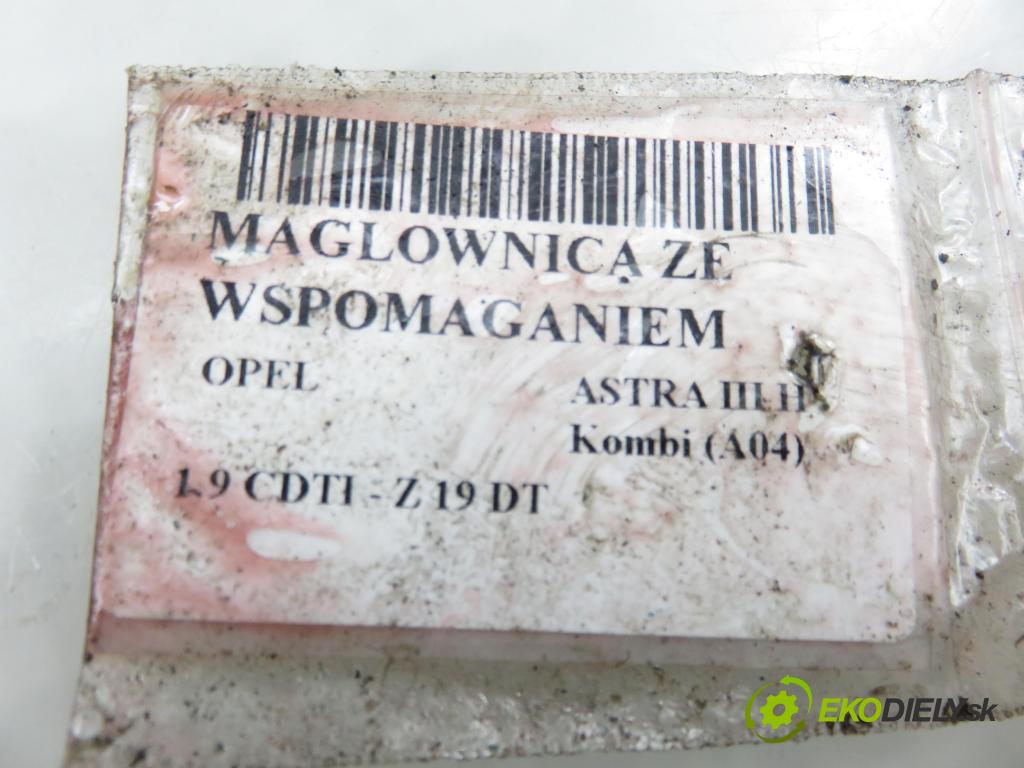 MAGLOWNICA ZE
WSPOMAGANIEM
OPEL
ASTRA III H
Kombi (A04)
1.9 CDTI - Z 19 DT
EKODIELY.sk